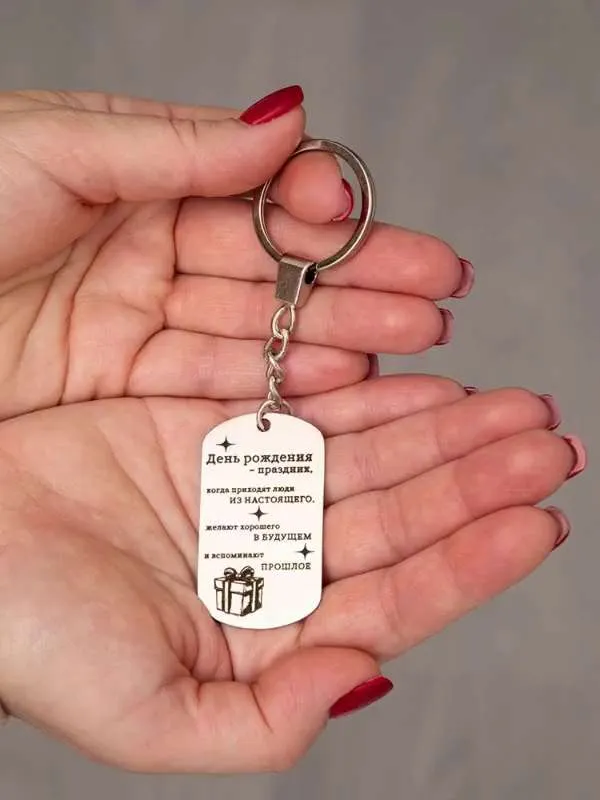 День рождения
– праздник,
когда приходят люди
ИЗ НАСТОЯЩЕГО,
желают хорошего
В БУДУЩЕМ
и вспоминают
ПРОШЛОЕ